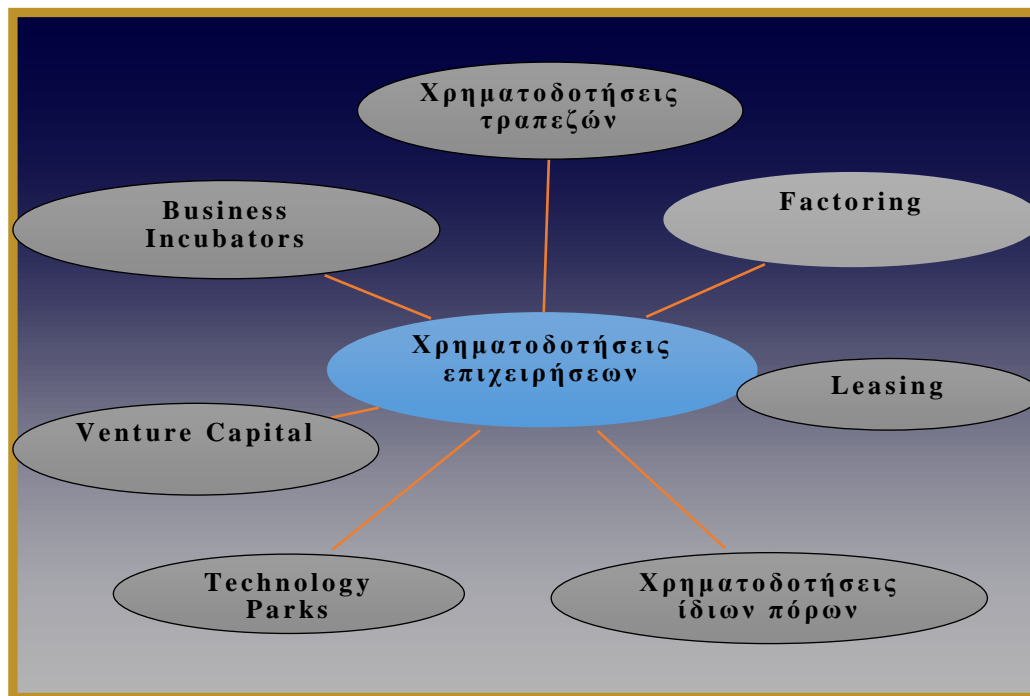 Χρηματοδοτήσεις
τραπεζών
Business
Incubators
Factoring
Χρηματοδοτήσεις
επιχειρήσεων
Leasing
Venture Capital
Technology
Parks
Χρηματοδοτήσεις
ίδιων πόρων